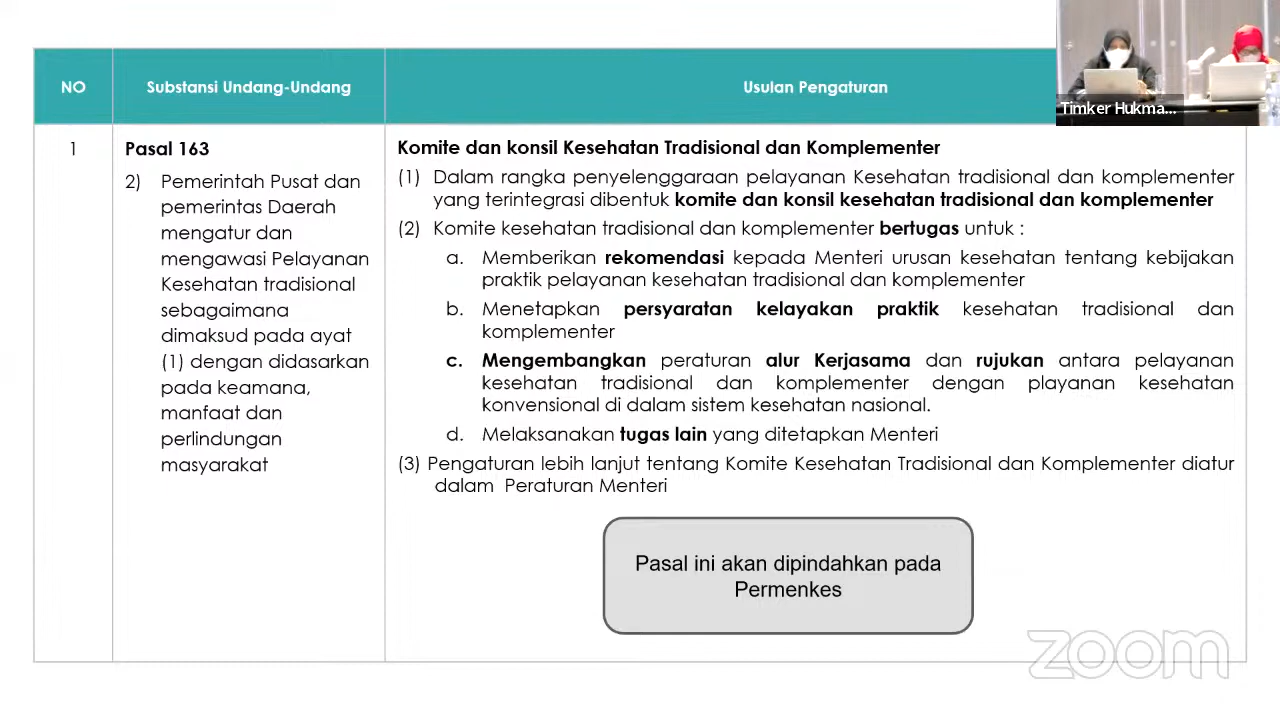 NO
Substansi Undang-Undang
Usulan Pengaturan
Timker Hukma...
1
Pasal 163
2) Pemerintah Pusat dan
pemerintas Daerah
mengatur dan
mengawasi Pelayanan
Kesehatan tradisional
sebagaimana
dimaksud pada ayat
(1) dengan didasarkan
pada keamana,
manfaat dan
perlindungan
masyarakat
Komite dan konsil Kesehatan Tradisional dan Komplementer
(1) Dalam rangka penyelenggaraan pelayanan Kesehatan tradisional dan komplementer
yang terintegrasi dibentuk komite dan konsil kesehatan tradisional dan komplementer
(2) Komite kesehatan tradisional dan komplementer bertugas untuk :
a. Memberikan rekomendasi kepada Menteri urusan kesehatan tentang kebijakan
praktik pelayanan kesehatan tradisional dan komplementer
b. Menetapkan persyaratan kelayakan praktik kesehatan tradisional dan
komplementer
c. Mengembangkan peraturan alur Kerjasama dan rujukan antara pelayanan
kesehatan tradisional dan komplementer dengan playanan kesehatan
konvensional di dalam sistem kesehatan nasional.
d. Melaksanakan tugas lain yang ditetapkan Menteri
(3) Pengaturan lebih lanjut tentang Komite Kesehatan Tradisional dan Komplementer diatur
dalam Peraturan Menteri
Pasal ini akan dipindahkan pada
Permenkes
zoom